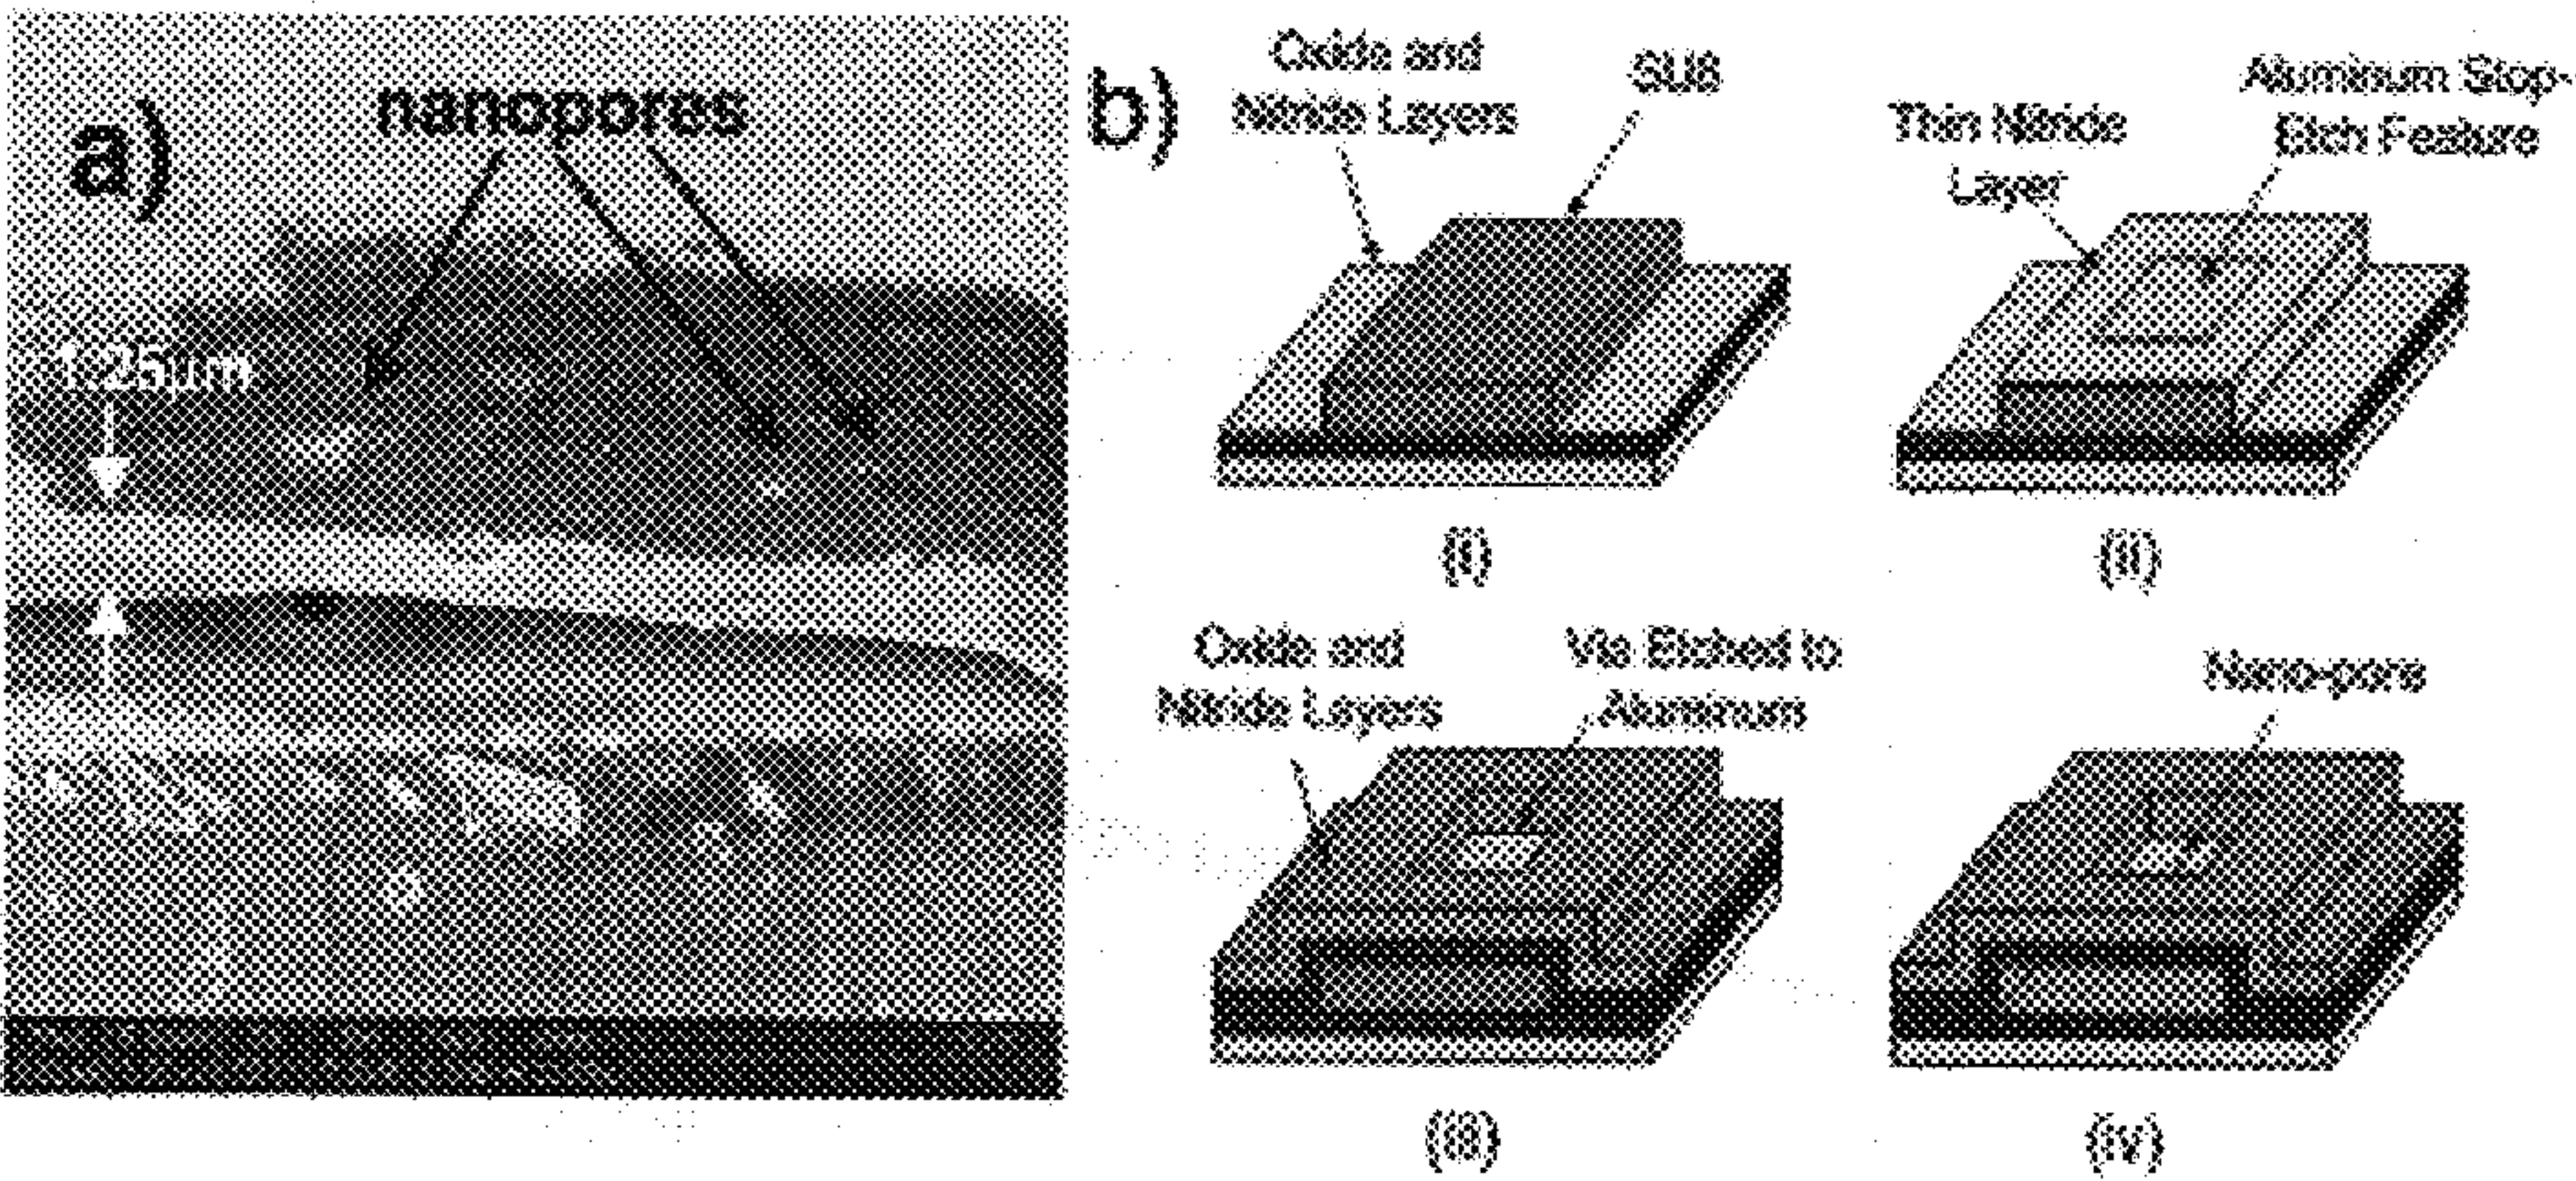 a)
nanopores
1.25µm
b)
Oxide and
Nitride Layers
SU8
(i)
Thin Nitride
Layer
Aluminum Stop-
Etch Feature
(ii)
Oxide and
Nitride Layers
Via Etched to
Aluminum
(iii)
Nano-pore
(iv)